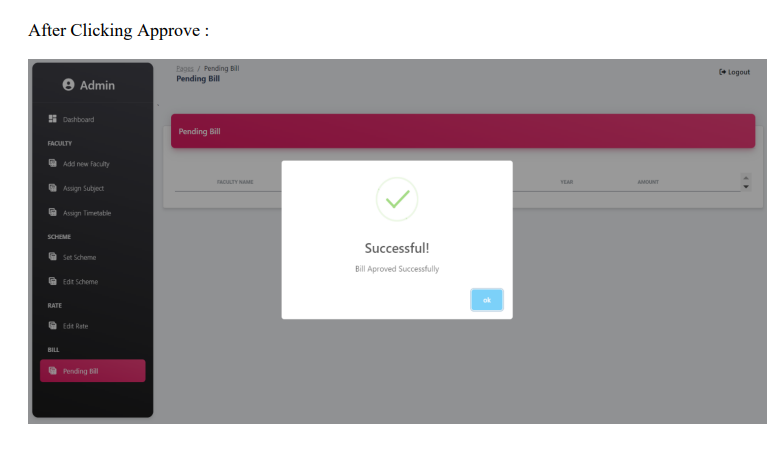 After Clicking Approve :
Admin
Pages / Pending Bill
Pending Bill
Logout
Dashboard
FACULTY
Add new Faculty
Assign Subject
Assign Timetable
SCHEME
Set Scheme
Edit Scheme
RATE
Edit Rate
BILL
Pending Bill
Pending Bill
FACULTY NAME
YEAR
AMOUNT
Successful!
Bill Aproved Successfully
ok